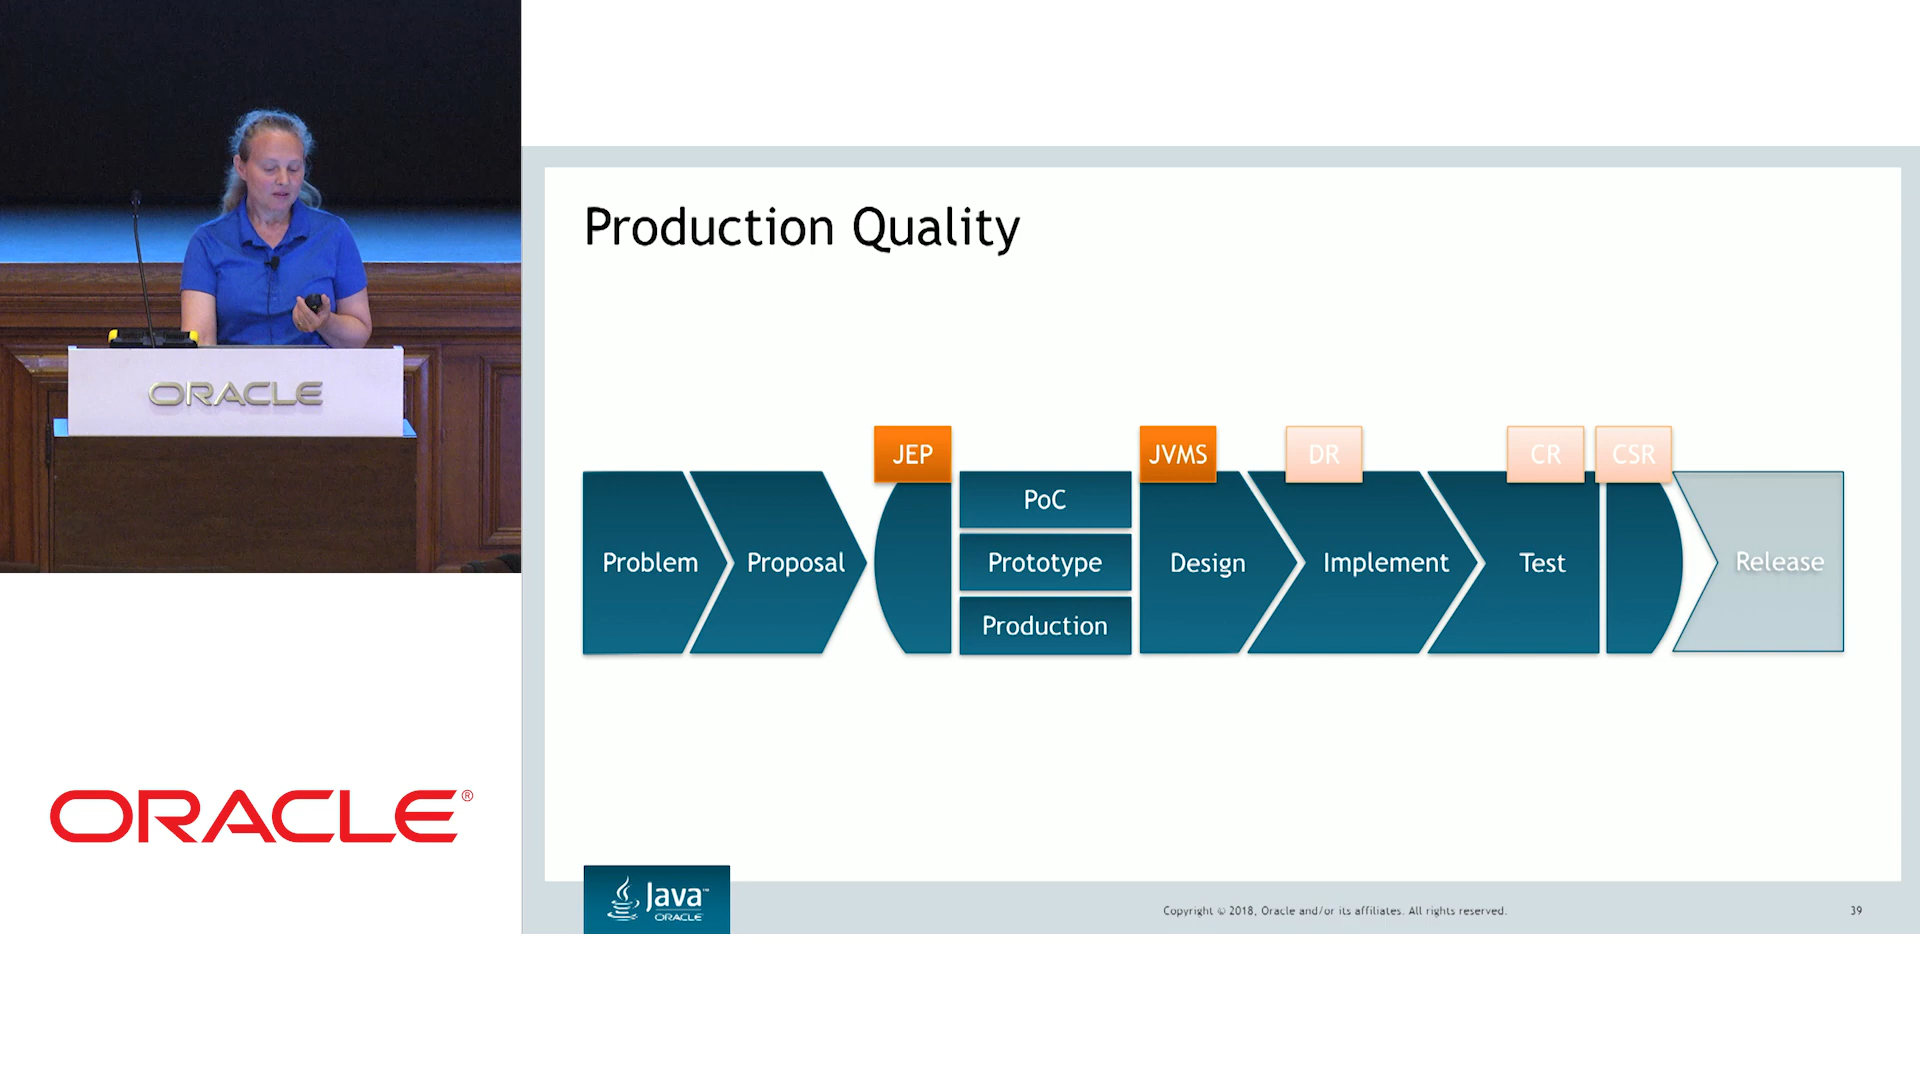 ORACLE
ORACLE®
Production Quality
JEP
JVMS
DR
CR
CSR
Problem
Proposal
PoC
Prototype
Production
Design
Implement
Test
Release
Java™
ORACLE
Copyright © 2018, Oracle and/or its affiliates. All rights reserved.
39